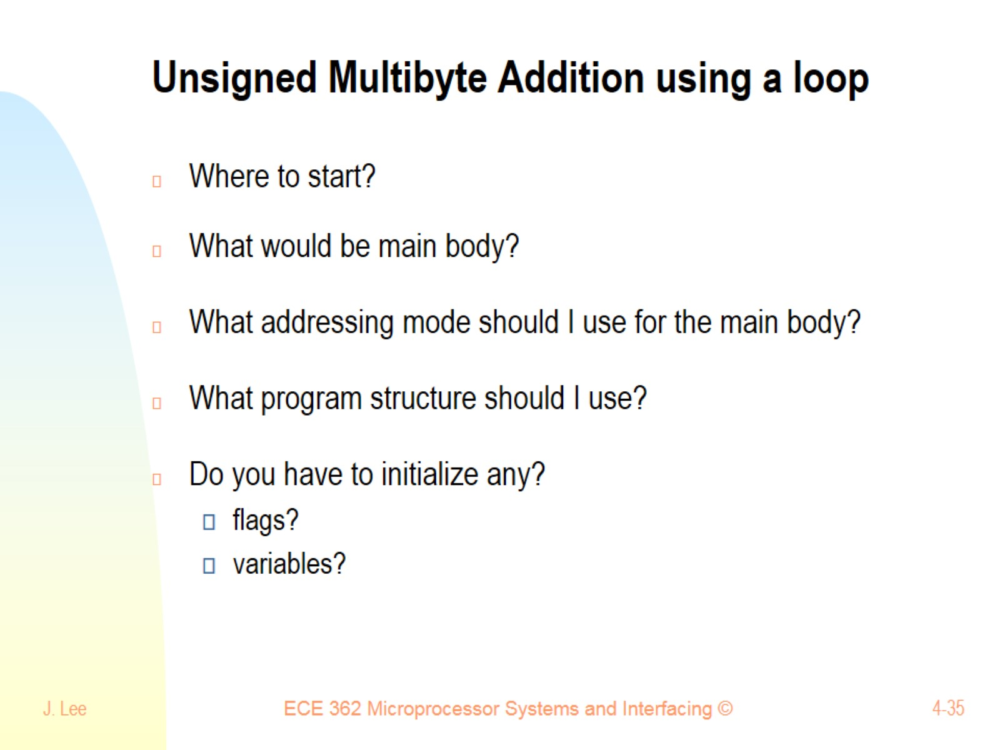 Unsigned Multibyte Addition using a loop
Where to start?
What would be main body?
What addressing mode should I use for the main body?
What program structure should I use?
Do you have to initialize any?
flags?
variables?
J. Lee
ECE 362 Microprocessor Systems and Interfacing ©
4-35